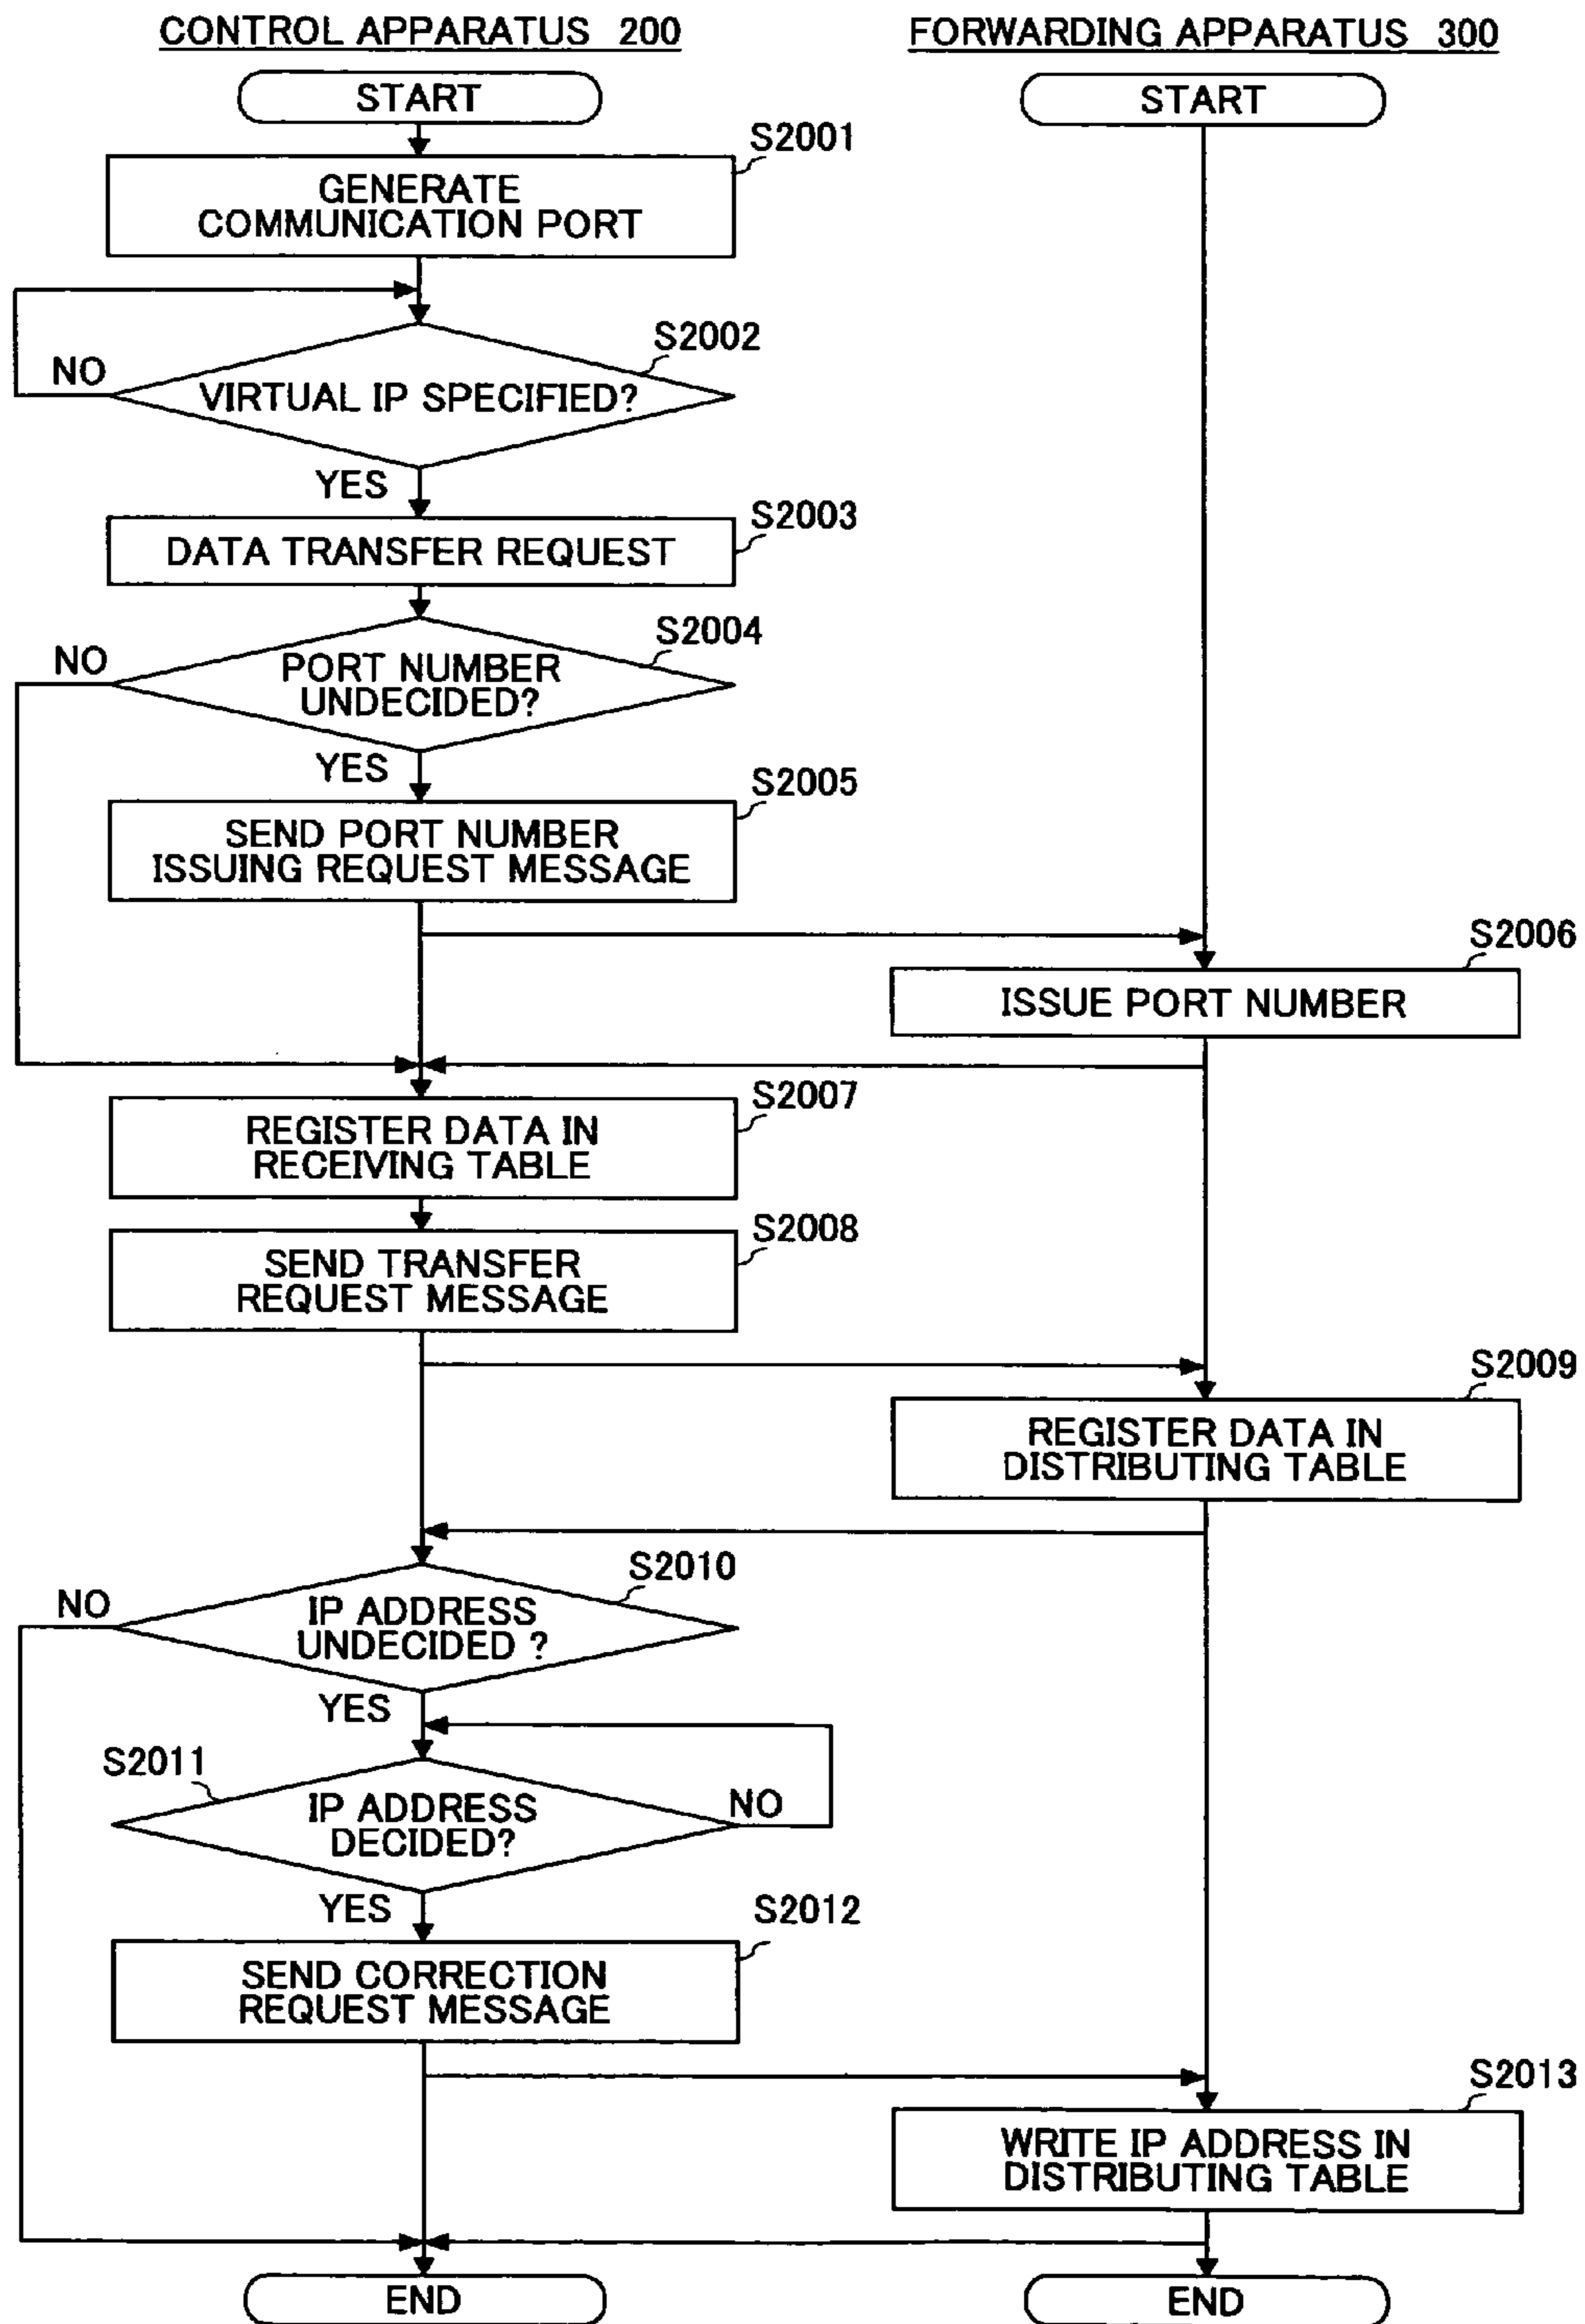 CONTROL APPARATUS 200
FORWARDING APPARATUS 300
START
START
S2001
GENERATE
COMMUNICATION PORT
S2002
NO
VIRTUAL IP SPECIFIED?
YES
S2003
DATA TRANSFER REQUEST
S2004
NO
PORT NUMBER
UNDECIDED?
YES
S2005
SEND PORT NUMBER
ISSUING REQUEST MESSAGE
S2006
ISSUE PORT NUMBER
S2007
REGISTER DATA IN
RECEIVING TABLE
S2008
SEND TRANSFER
REQUEST MESSAGE
S2009
REGISTER DATA IN
DISTRIBUTING TABLE
S2010
NO
IP ADDRESS
UNDECIDED ?
YES
S2011
IP ADDRESS
DECIDED?
NO
YES
S2012
SEND CORRECTION
REQUEST MESSAGE
S2013
WRITE IP ADDRESS IN
DISTRIBUTING TABLE
END
END